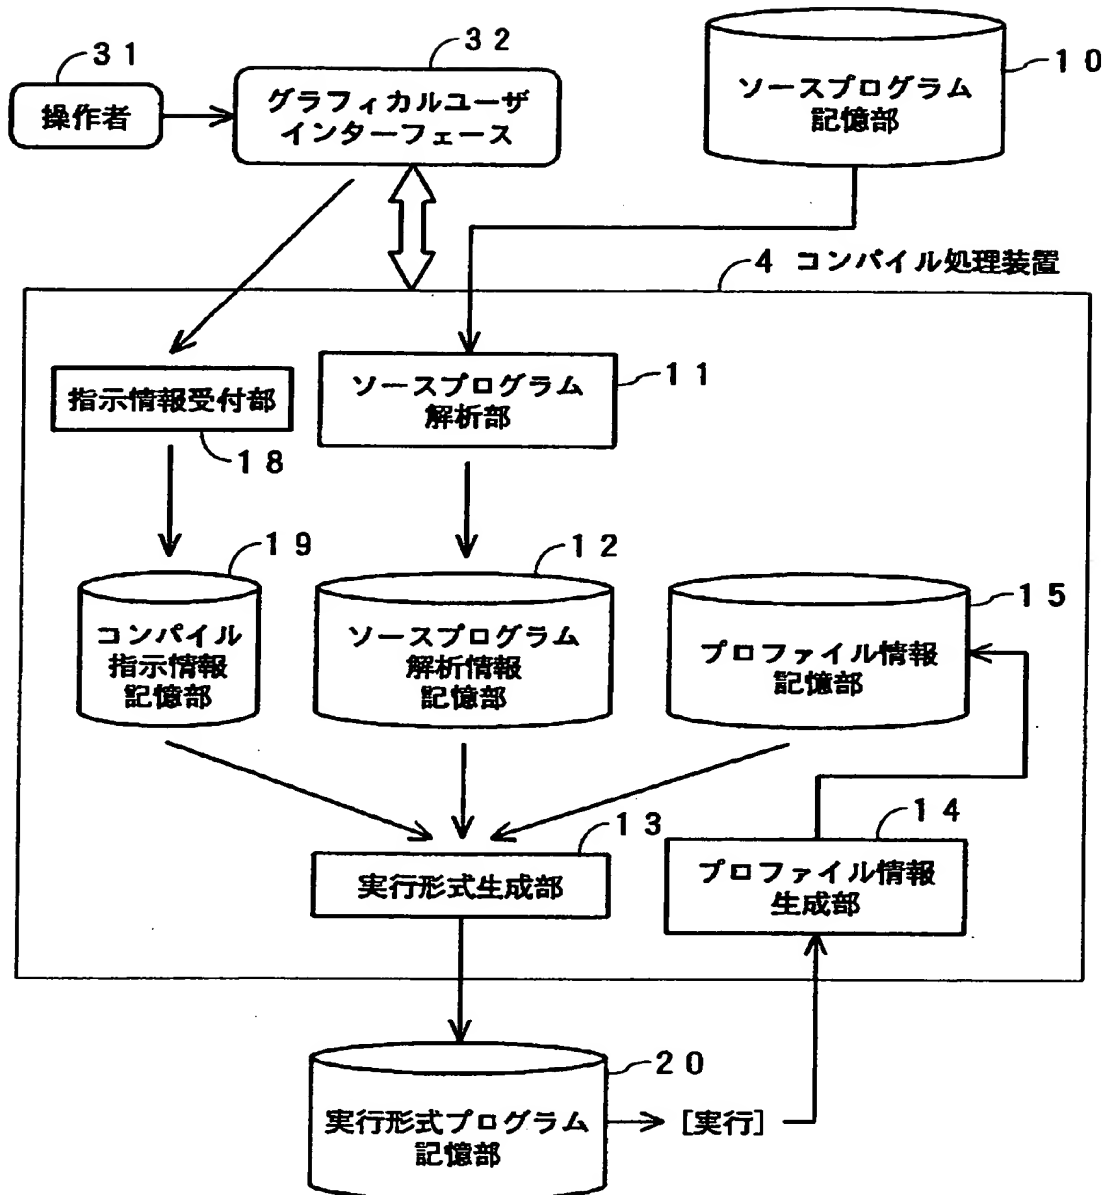 31
32
10
操作者
グラフィカルユーザ
インターフェース
ソースプログラム
記憶部
4 コンパイル処理装置
指示情報受付部
18
ソースプログラム
解析部
11
19
12
15
コンパイル
指示情報
記憶部
ソースプログラム
解析情報
記憶部
プロファイル情報
記憶部
13
14
実行形式生成部
プロファイル情報
生成部
20
実行形式プログラム
記憶部
[実行]